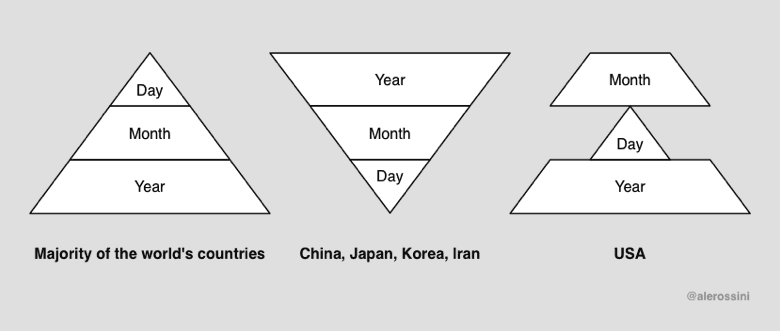 Day
Month
Year
Majority of the world's countries
Year
Month
Day
China, Japan, Korea, Iran
Month
Day
Year
USA
@alerossini